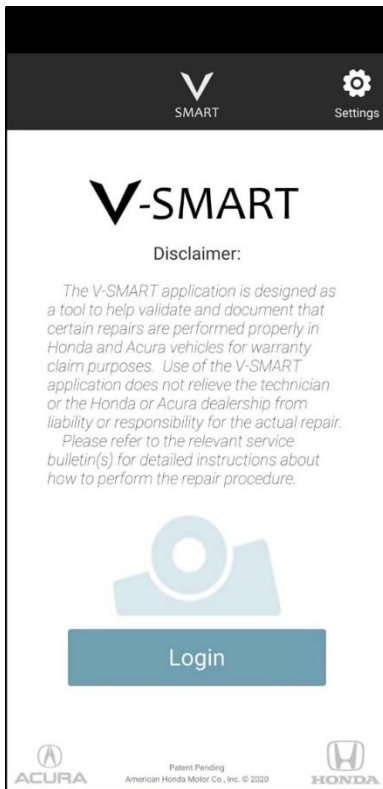 V
SMART
Settings
V-SMART
Disclaimer:
The V-SMART application is designed as
a tool to help validate and document that
certain repairs are performed properly in
Honda and Acura vehicles for warranty
claim purposes.  Use of the V-SMART
application does not relieve the technician
or the Honda or Acura dealership from
liability or responsibility for the actual repair.
Please refer to the relevant service
bulletin(s) for detailed instructions about
how to perform the repair procedure.
Login
Patent Pending
American Honda Motor Co., Inc. © 2020
ACURA
HONDA